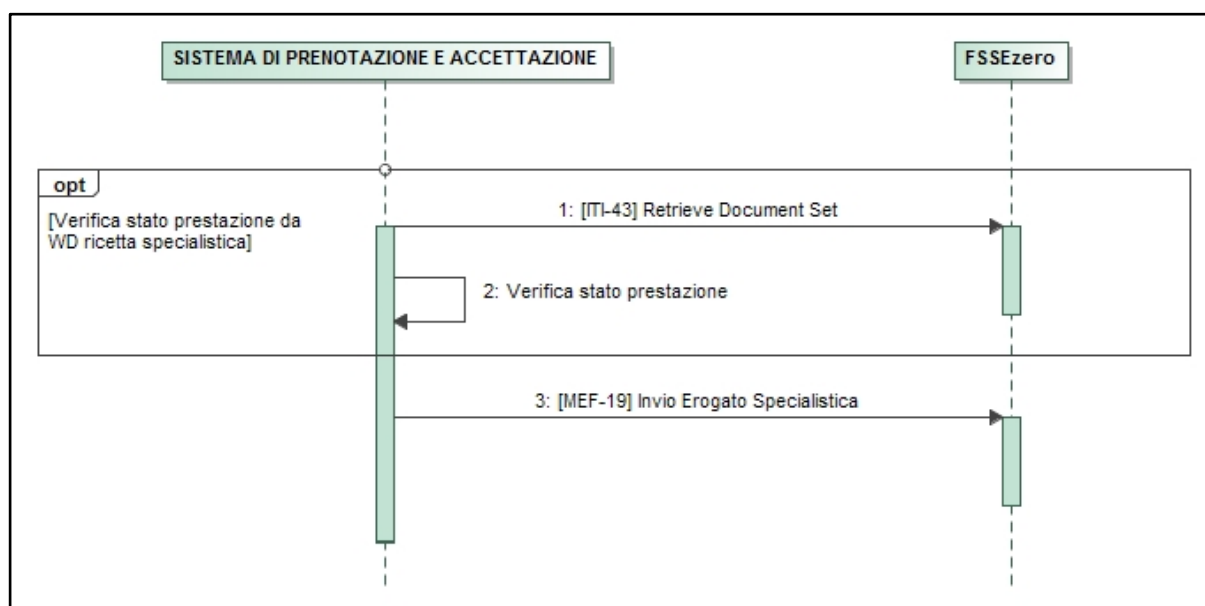 SISTEMA DI PRENOTAZIONE E ACCETTAZIONE
FSSEzero
opt
[Verifica stato prestazione da
WD ricetta specialistica]
1: [ITI-43] Retrieve Document Set
2: Verifica stato prestazione
3: [MEF-19] Invio Erogato Specialistica